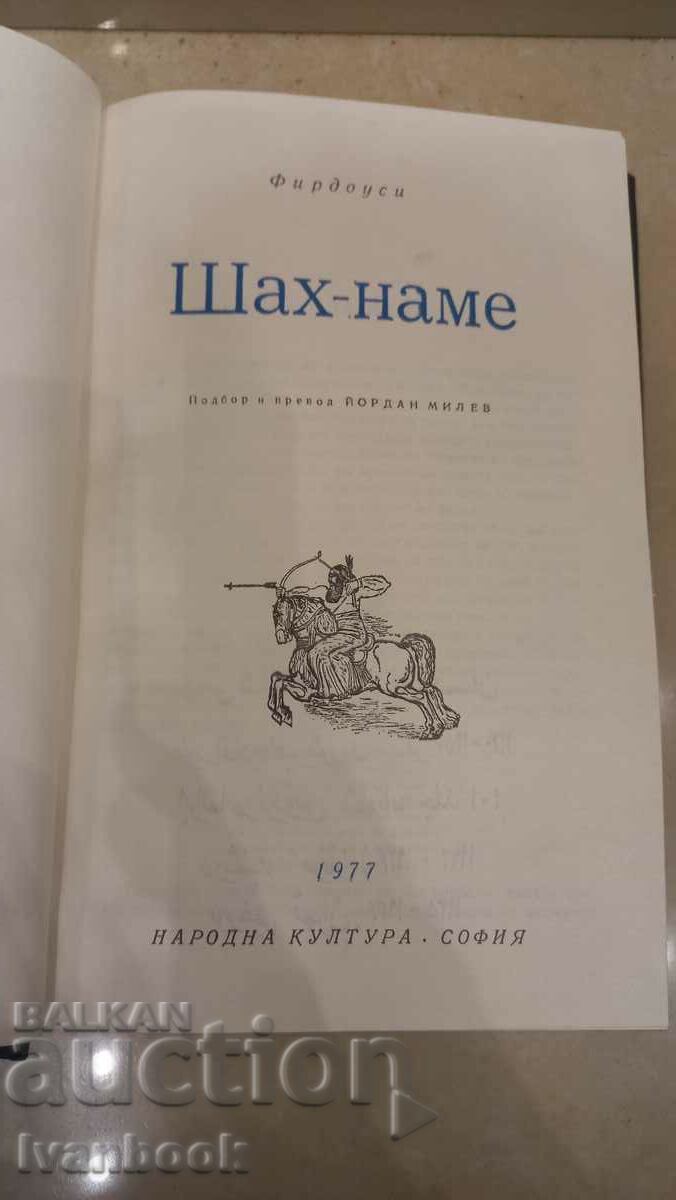 Фирдоуси
Шах-наме
Подбор и превод ЙОРДАН МИЛЕВ
1977
НАРОДНА КУЛТУРА . СОФИЯ
BALKAN
auction
Ivanbook